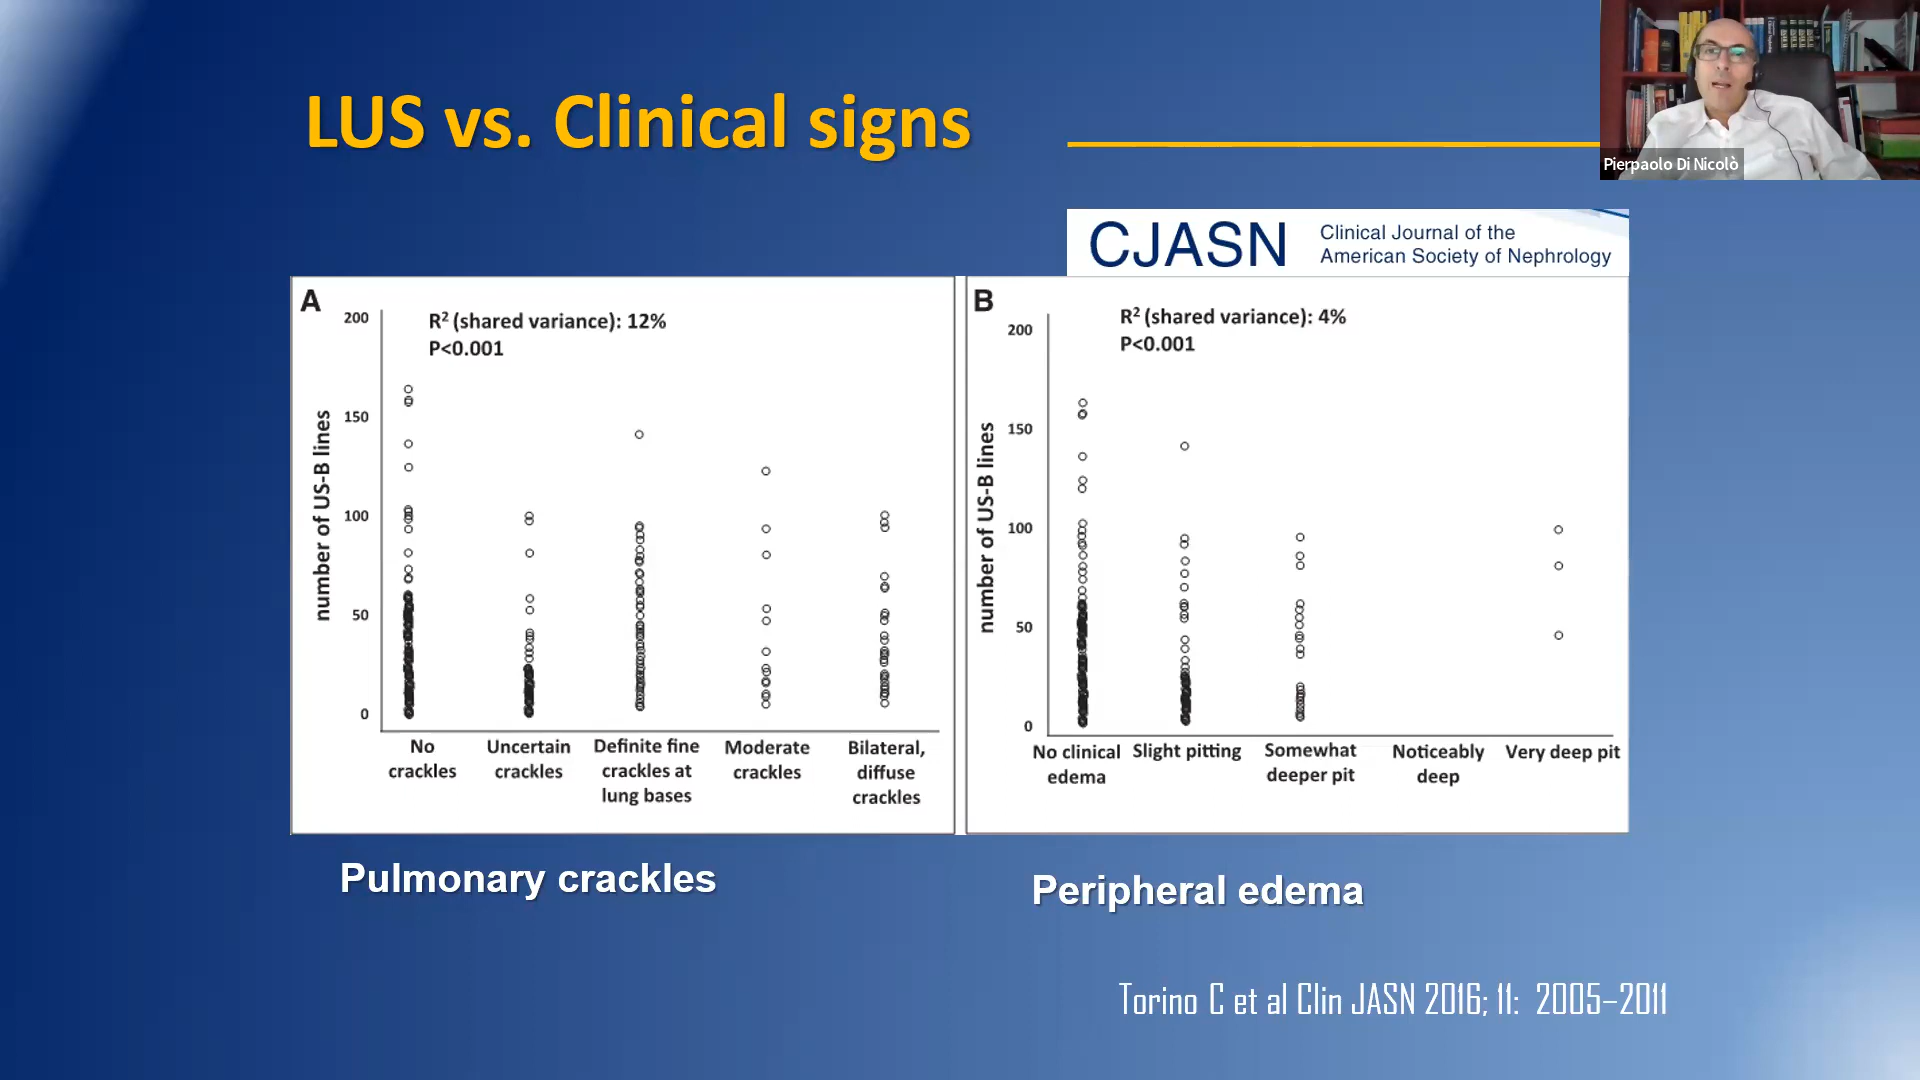 LUS vs. Clinical signs
Pierpaolo Di Nicolò
CJASN
Clinical Journal of the
American Society of Nephrology
A
R² (shared variance): 12%
P<0.001
number of US-B lines
200
150
100
50
0
No
crackles
Uncertain
crackles
Definite fine
crackles at
lung bases
Moderate
crackles
Bilateral,
diffuse
crackles
B
R² (shared variance): 4%
P<0.001
number of US-B lines
200
150
100
50
0
No clinical
edema
Slight pitting
Somewhat
deeper pit
Noticeably
deep
Very deep pit
Pulmonary crackles
Peripheral edema
Torino C et al Clin JASN 2016; 11: 2005–2011